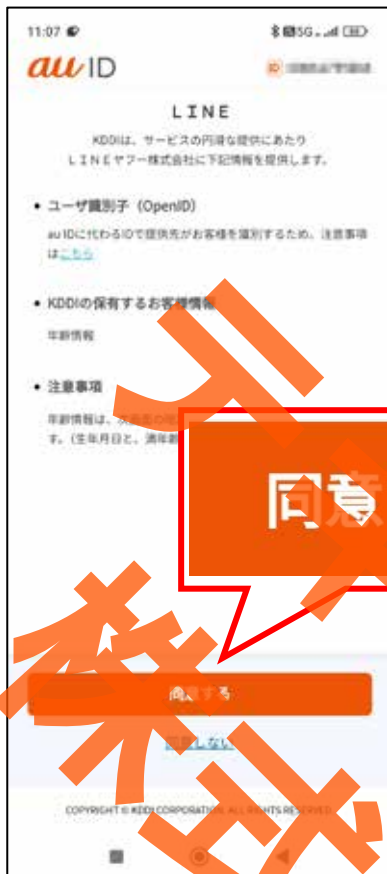 11:07
5G
au ID
ID
LINE
KDDIは、サービスの円滑な提供にあたり
LINEヤフー株式会社に下記情報を提供します。
• ユーザ識別子（OpenID）
au IDに代わるIDで提供先がお客様を識別するため、注意事項
はこちら
• KDDIの保有するお客様情報
年齢情報
• 注意事項
年齢情報は、
す。（生年月日と、満年齢
同意
同意する
同意しない
COPYRIGHT © KDDI CORPORATION, ALL RIGHTS RESERVED.
株式